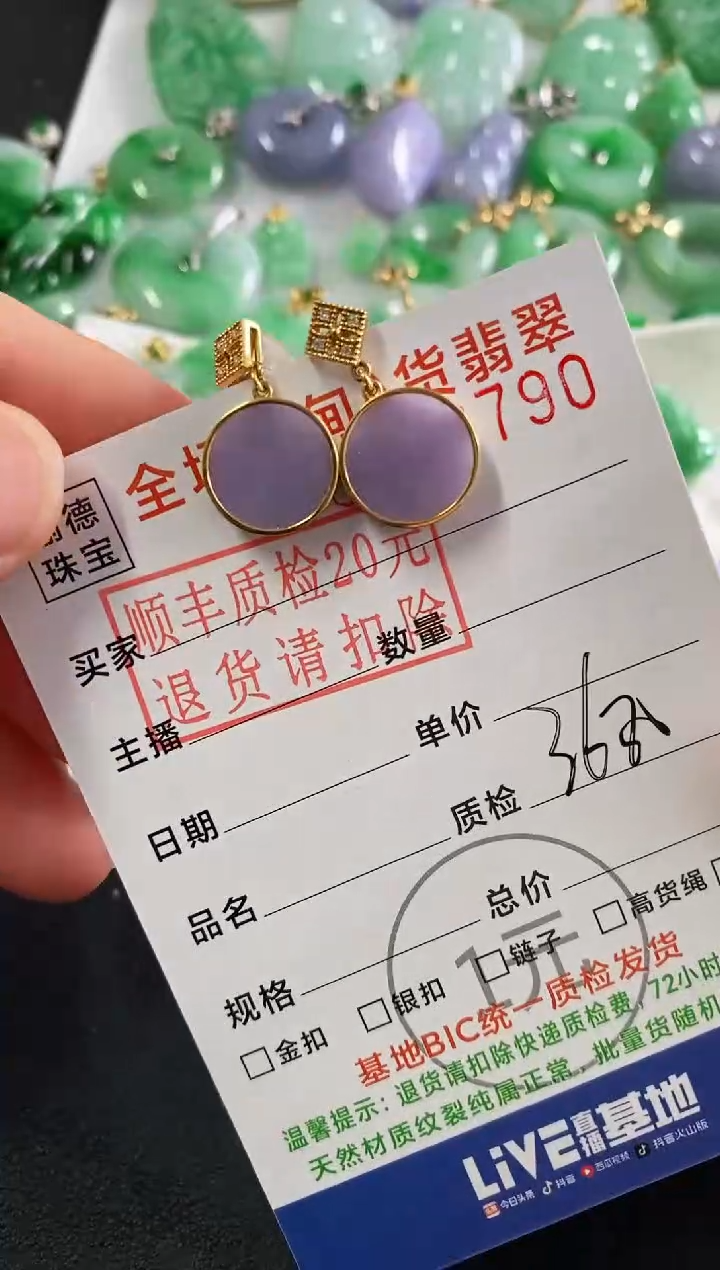 全场 甸 货翡翠
790
德
珠宝
顺丰质检20元
退货请扣除
买家
数量
主播
单价 368
日期
质检
品名
总价
规格
1元
金扣 银扣 链子 高货绳
基地BIC统一质检发货
温馨提示：退货请扣除快递质检费，72小时
天然材质纹裂纯属正常，批量货随机
LiVE直播基地
今日头条 抖音 西瓜视频 抖音火山版